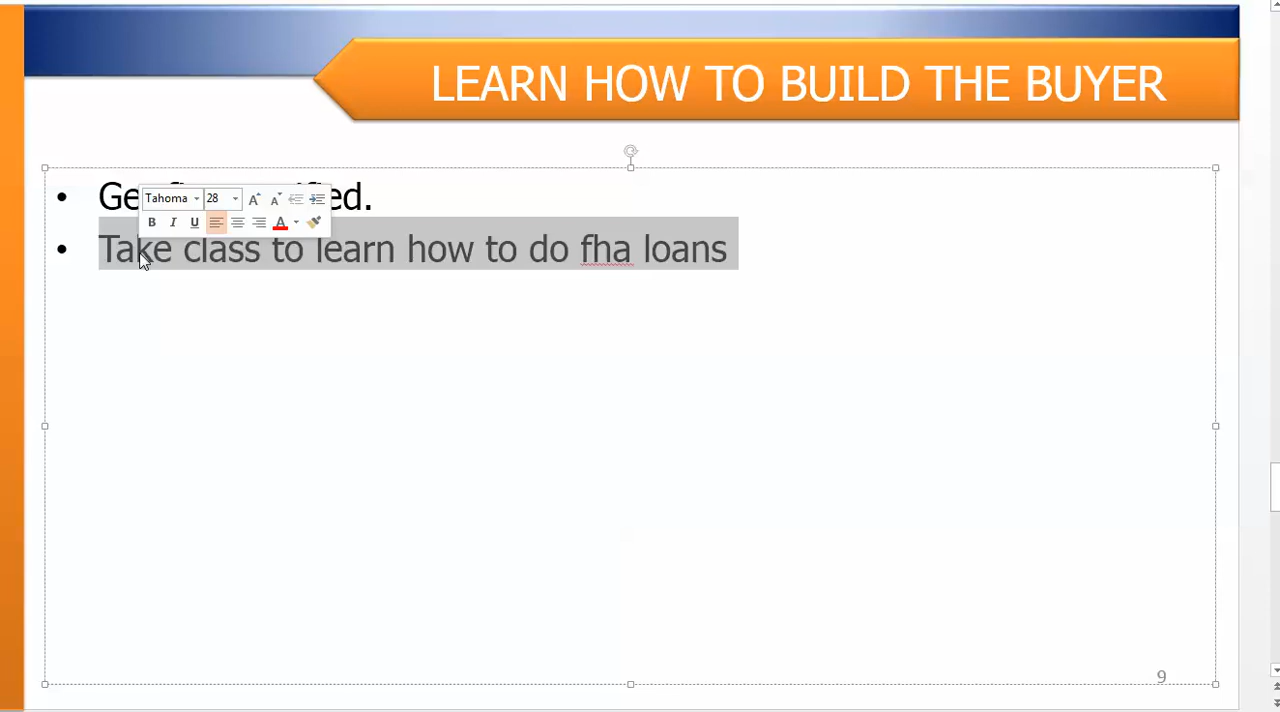 LEARN HOW TO BUILD THE BUYER
• Ge
ed.
Tahoma 28
B I U A
• Take class to learn how to do fha loans
9